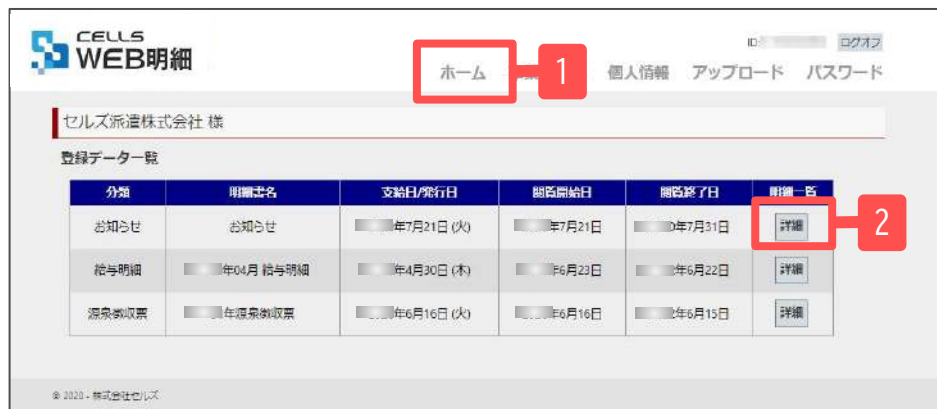 CELLS
WEB明細
ID: ログオフ
ホーム 1 個人情報 アップロード パスワード
セルズ派遣株式会社 様
登録データ一覧
分類 明細書名 支給日/発行日 閲覧開始日 閲覧終了日 明細一覧
お知らせ お知らせ 年7月21日 (火) 年7月21日 年7月31日 詳細 2
給与明細 年04月 給与明細 年4月30日 (木) 年6月23日 年6月22日 詳細
源泉徴収票 年源泉徴収票 年6月16日 (火) 年6月16日 2年6月15日 詳細
© 2020 - 株式会社セルズ